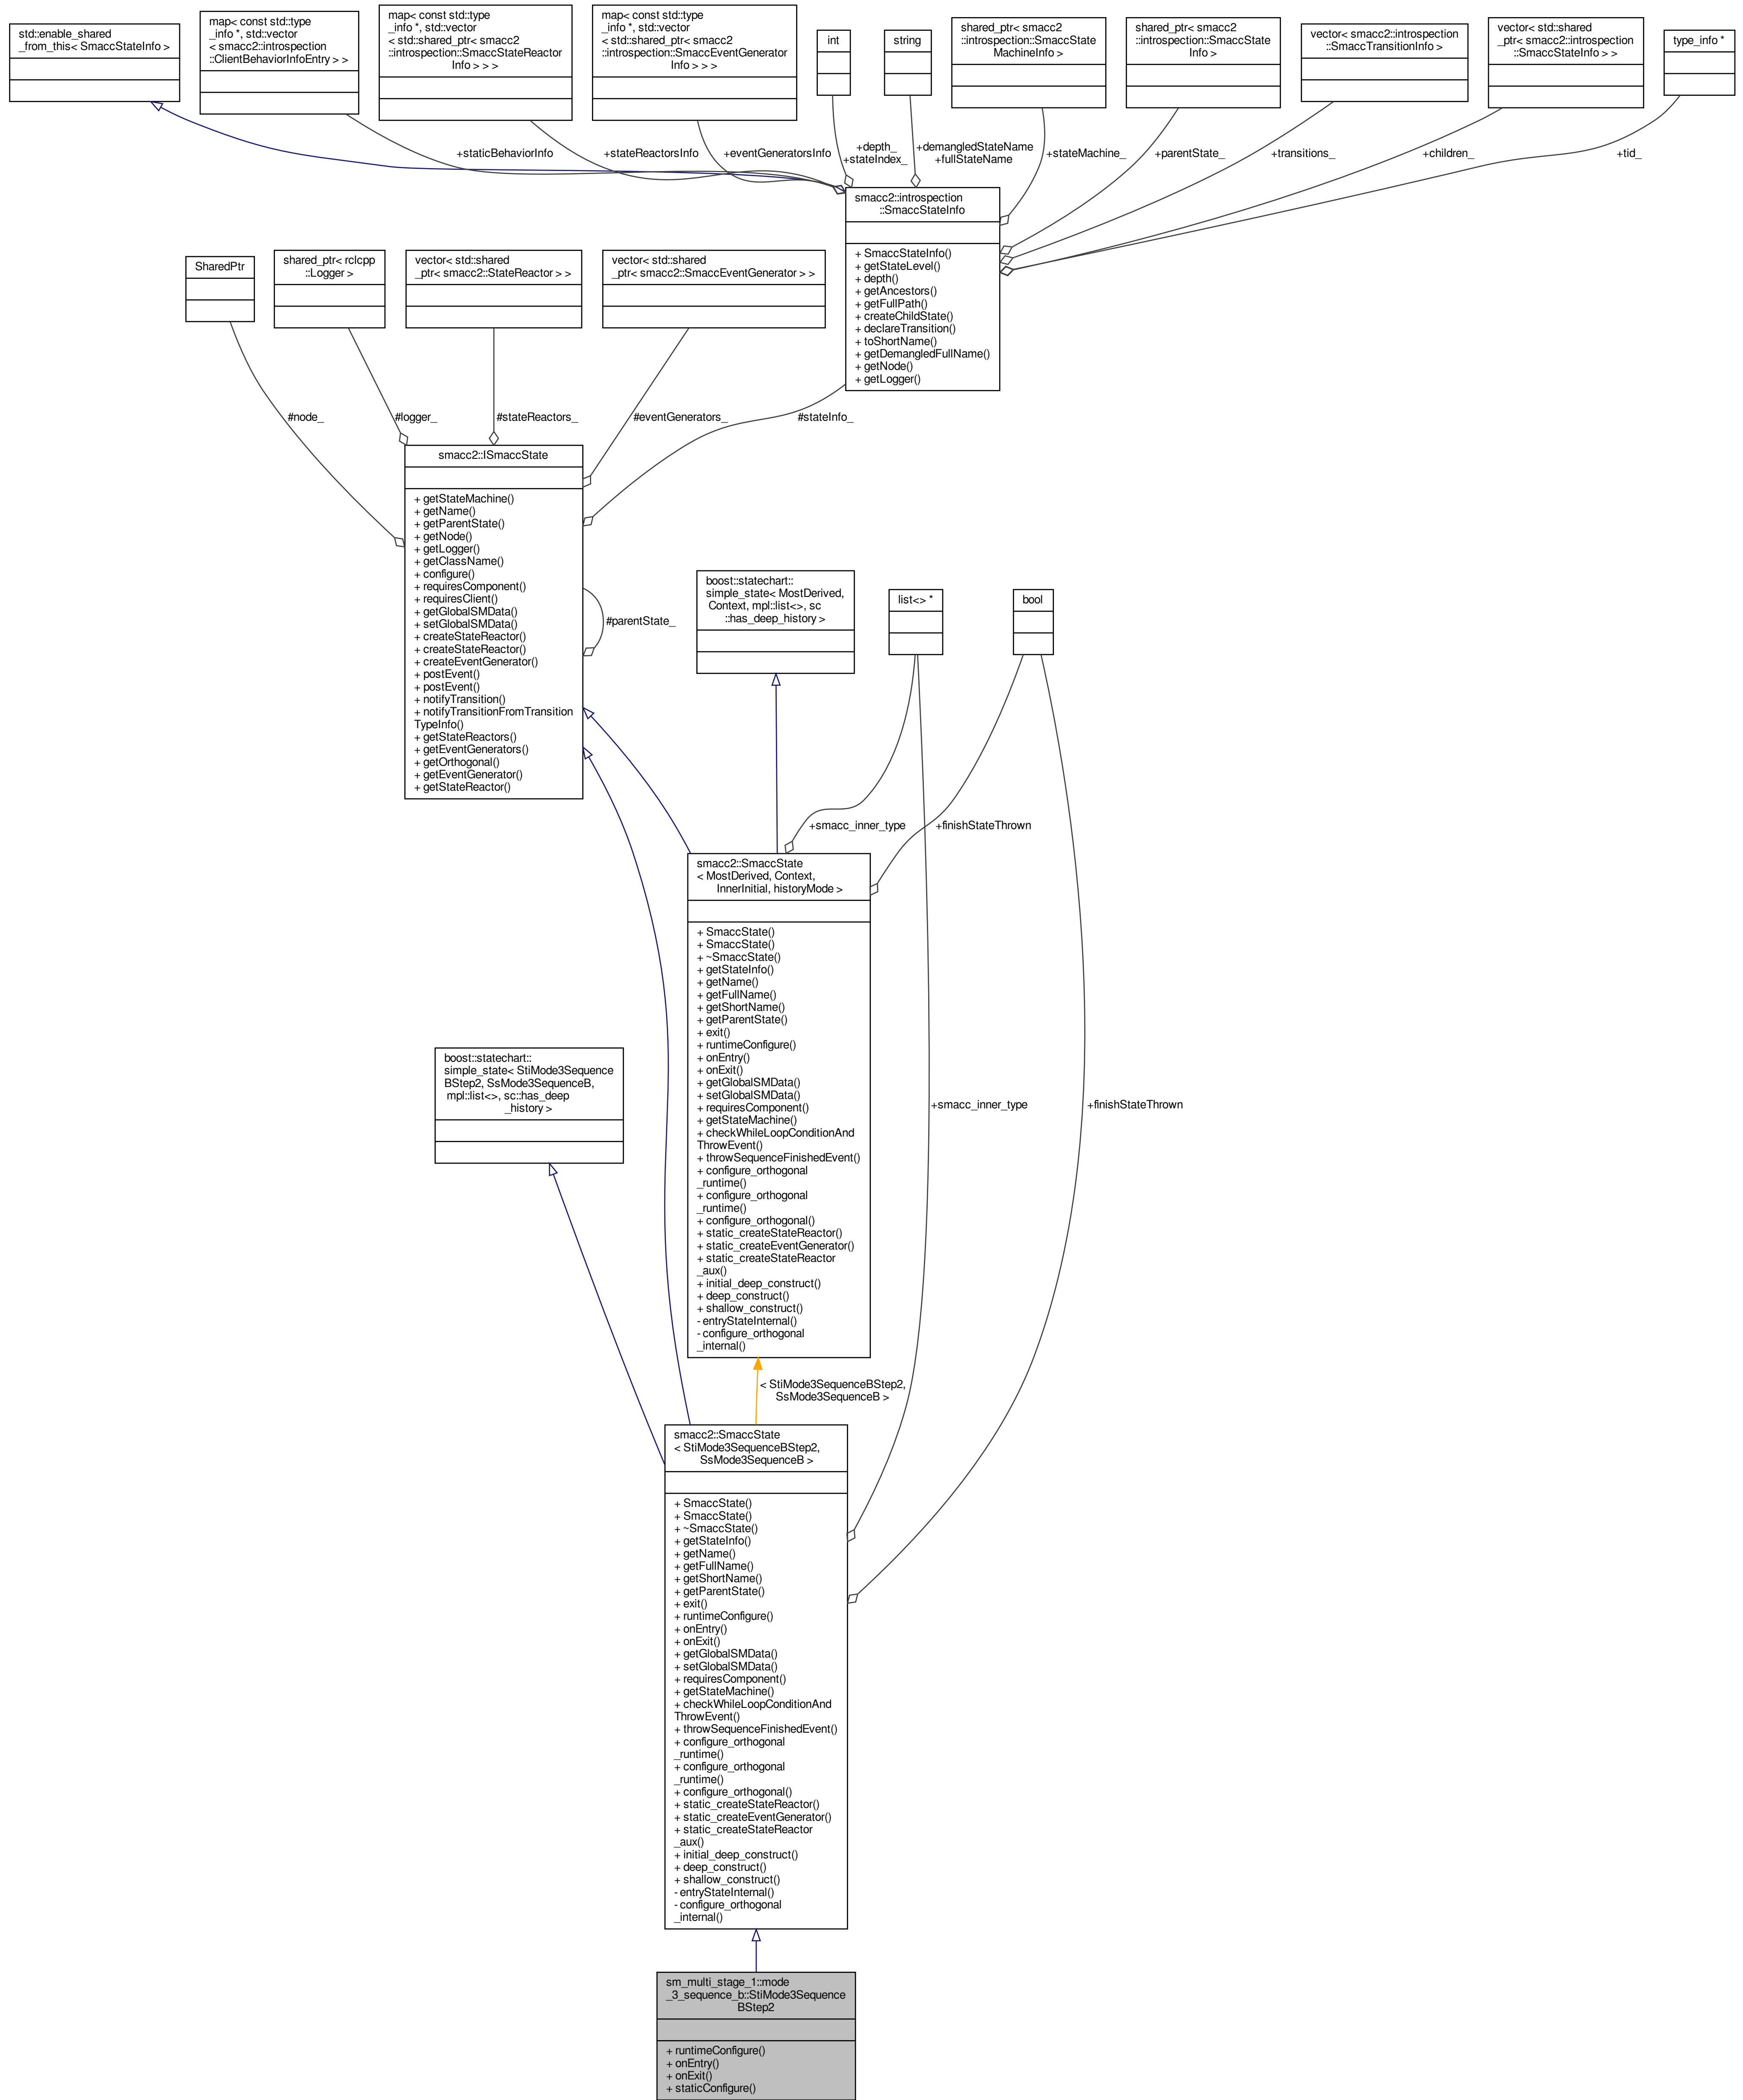 std::enable_shared
_from_this< SmaccStateInfo >
map< const std::type
_info *, std::vector
< smacc2::introspection
::ClientBehaviorInfoEntry > >
map< const std::type
_info *, std::vector
< std::shared_ptr< smacc2
::introspection::SmaccStateReactor
Info > > >
map< const std::type
_info *, std::vector
< std::shared_ptr< smacc2
::introspection::SmaccEventGenerator
Info > > >
int
string
shared_ptr< smacc2
::introspection::SmaccState
MachineInfo >
shared_ptr< smacc2
::introspection::SmaccState
Info >
vector< smacc2::introspection
::SmaccTransitionInfo >
vector< std::shared
_ptr< smacc2::introspection
::SmaccStateInfo > >
type_info *
+staticBehaviorInfo
+stateReactorsInfo
+eventGeneratorsInfo
+depth_
+stateIndex_
+demangledStateName
+fullStateName
+stateMachine_
+parentState_
+transitions_
+children_
+tid_
smacc2::introspection
::SmaccStateInfo
+ SmaccStateInfo()
+ getStateLevel()
+ depth()
+ getAncestors()
+ getFullPath()
+ createChildState()
+ declareTransition()
+ toShortName()
+ getDemangledFullName()
+ getNode()
+ getLogger()
SharedPtr
shared_ptr< rclcpp
::Logger >
vector< std::shared
_ptr< smacc2::StateReactor > >
vector< std::shared
_ptr< smacc2::SmaccEventGenerator > >
#node_
#logger_
#stateReactors_
#eventGenerators_
#stateInfo_
smacc2::ISmaccState
+ getStateMachine()
+ getName()
+ getParentState()
+ getNode()
+ getLogger()
+ getClassName()
+ configure()
+ requiresComponent()
+ requiresClient()
+ getGlobalSMData()
+ setGlobalSMData()
+ createStateReactor()
+ createStateReactor()
+ createEventGenerator()
+ postEvent()
+ postEvent()
+ notifyTransition()
+ notifyTransitionFromTransition
TypeInfo()
+ getStateReactors()
+ getEventGenerators()
+ getOrthogonal()
+ getEventGenerator()
+ getStateReactor()
#parentState_
boost::statechart::
simple_state< MostDerived,
Context, mpl::list<>, sc
::has_deep_history >
list<> *
bool
+smacc_inner_type
+finishStateThrown
smacc2::SmaccState
< MostDerived, Context,
InnerInitial, historyMode >
+ SmaccState()
+ SmaccState()
+ ~SmaccState()
+ getStateInfo()
+ getName()
+ getFullName()
+ getShortName()
+ getParentState()
+ exit()
+ runtimeConfigure()
+ onEntry()
+ onExit()
+ getGlobalSMData()
+ setGlobalSMData()
+ requiresComponent()
+ getStateMachine()
+ checkWhileLoopConditionAnd
ThrowEvent()
+ throwSequenceFinishedEvent()
+ configure_orthogonal
_runtime()
+ configure_orthogonal
_runtime()
+ configure_orthogonal()
+ static_createStateReactor()
+ static_createEventGenerator()
+ static_createStateReactor
_aux()
+ initial_deep_construct()
+ deep_construct()
+ shallow_construct()
- entryStateInternal()
- configure_orthogonal
_internal()
boost::statechart::
simple_state< StiMode3Sequence
BStep2, SsMode3SequenceB,
mpl::list<>, sc::has_deep
_history >
+smacc_inner_type
+finishStateThrown
< StiMode3SequenceBStep2,
SsMode3SequenceB >
smacc2::SmaccState
< StiMode3SequenceBStep2,
SsMode3SequenceB >
+ SmaccState()
+ SmaccState()
+ ~SmaccState()
+ getStateInfo()
+ getName()
+ getFullName()
+ getShortName()
+ getParentState()
+ exit()
+ runtimeConfigure()
+ onEntry()
+ onExit()
+ getGlobalSMData()
+ setGlobalSMData()
+ requiresComponent()
+ getStateMachine()
+ checkWhileLoopConditionAnd
ThrowEvent()
+ throwSequenceFinishedEvent()
+ configure_orthogonal
_runtime()
+ configure_orthogonal
_runtime()
+ configure_orthogonal()
+ static_createStateReactor()
+ static_createEventGenerator()
+ static_createStateReactor
_aux()
+ initial_deep_construct()
+ deep_construct()
+ shallow_construct()
- entryStateInternal()
- configure_orthogonal
_internal()
sm_multi_stage_1::mode
_3_sequence_b::StiMode3Sequence
BStep2
+ runtimeConfigure()
+ onEntry()
+ onExit()
+ staticConfigure()